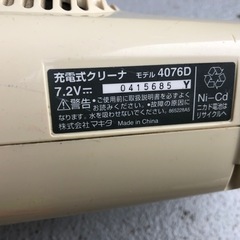 充電式クリーナ モデル 4076D
7.2V⎓ 0415685 Y
⚠警告 ・ご使用前に必ず取扱説明書をよく
お読みください。・故障の原因になり
ます。水を吸わせないでください。 865228A5
株式会社マキタ Made in China
Ni-Cd
ニカド電池は
リサイクルへ